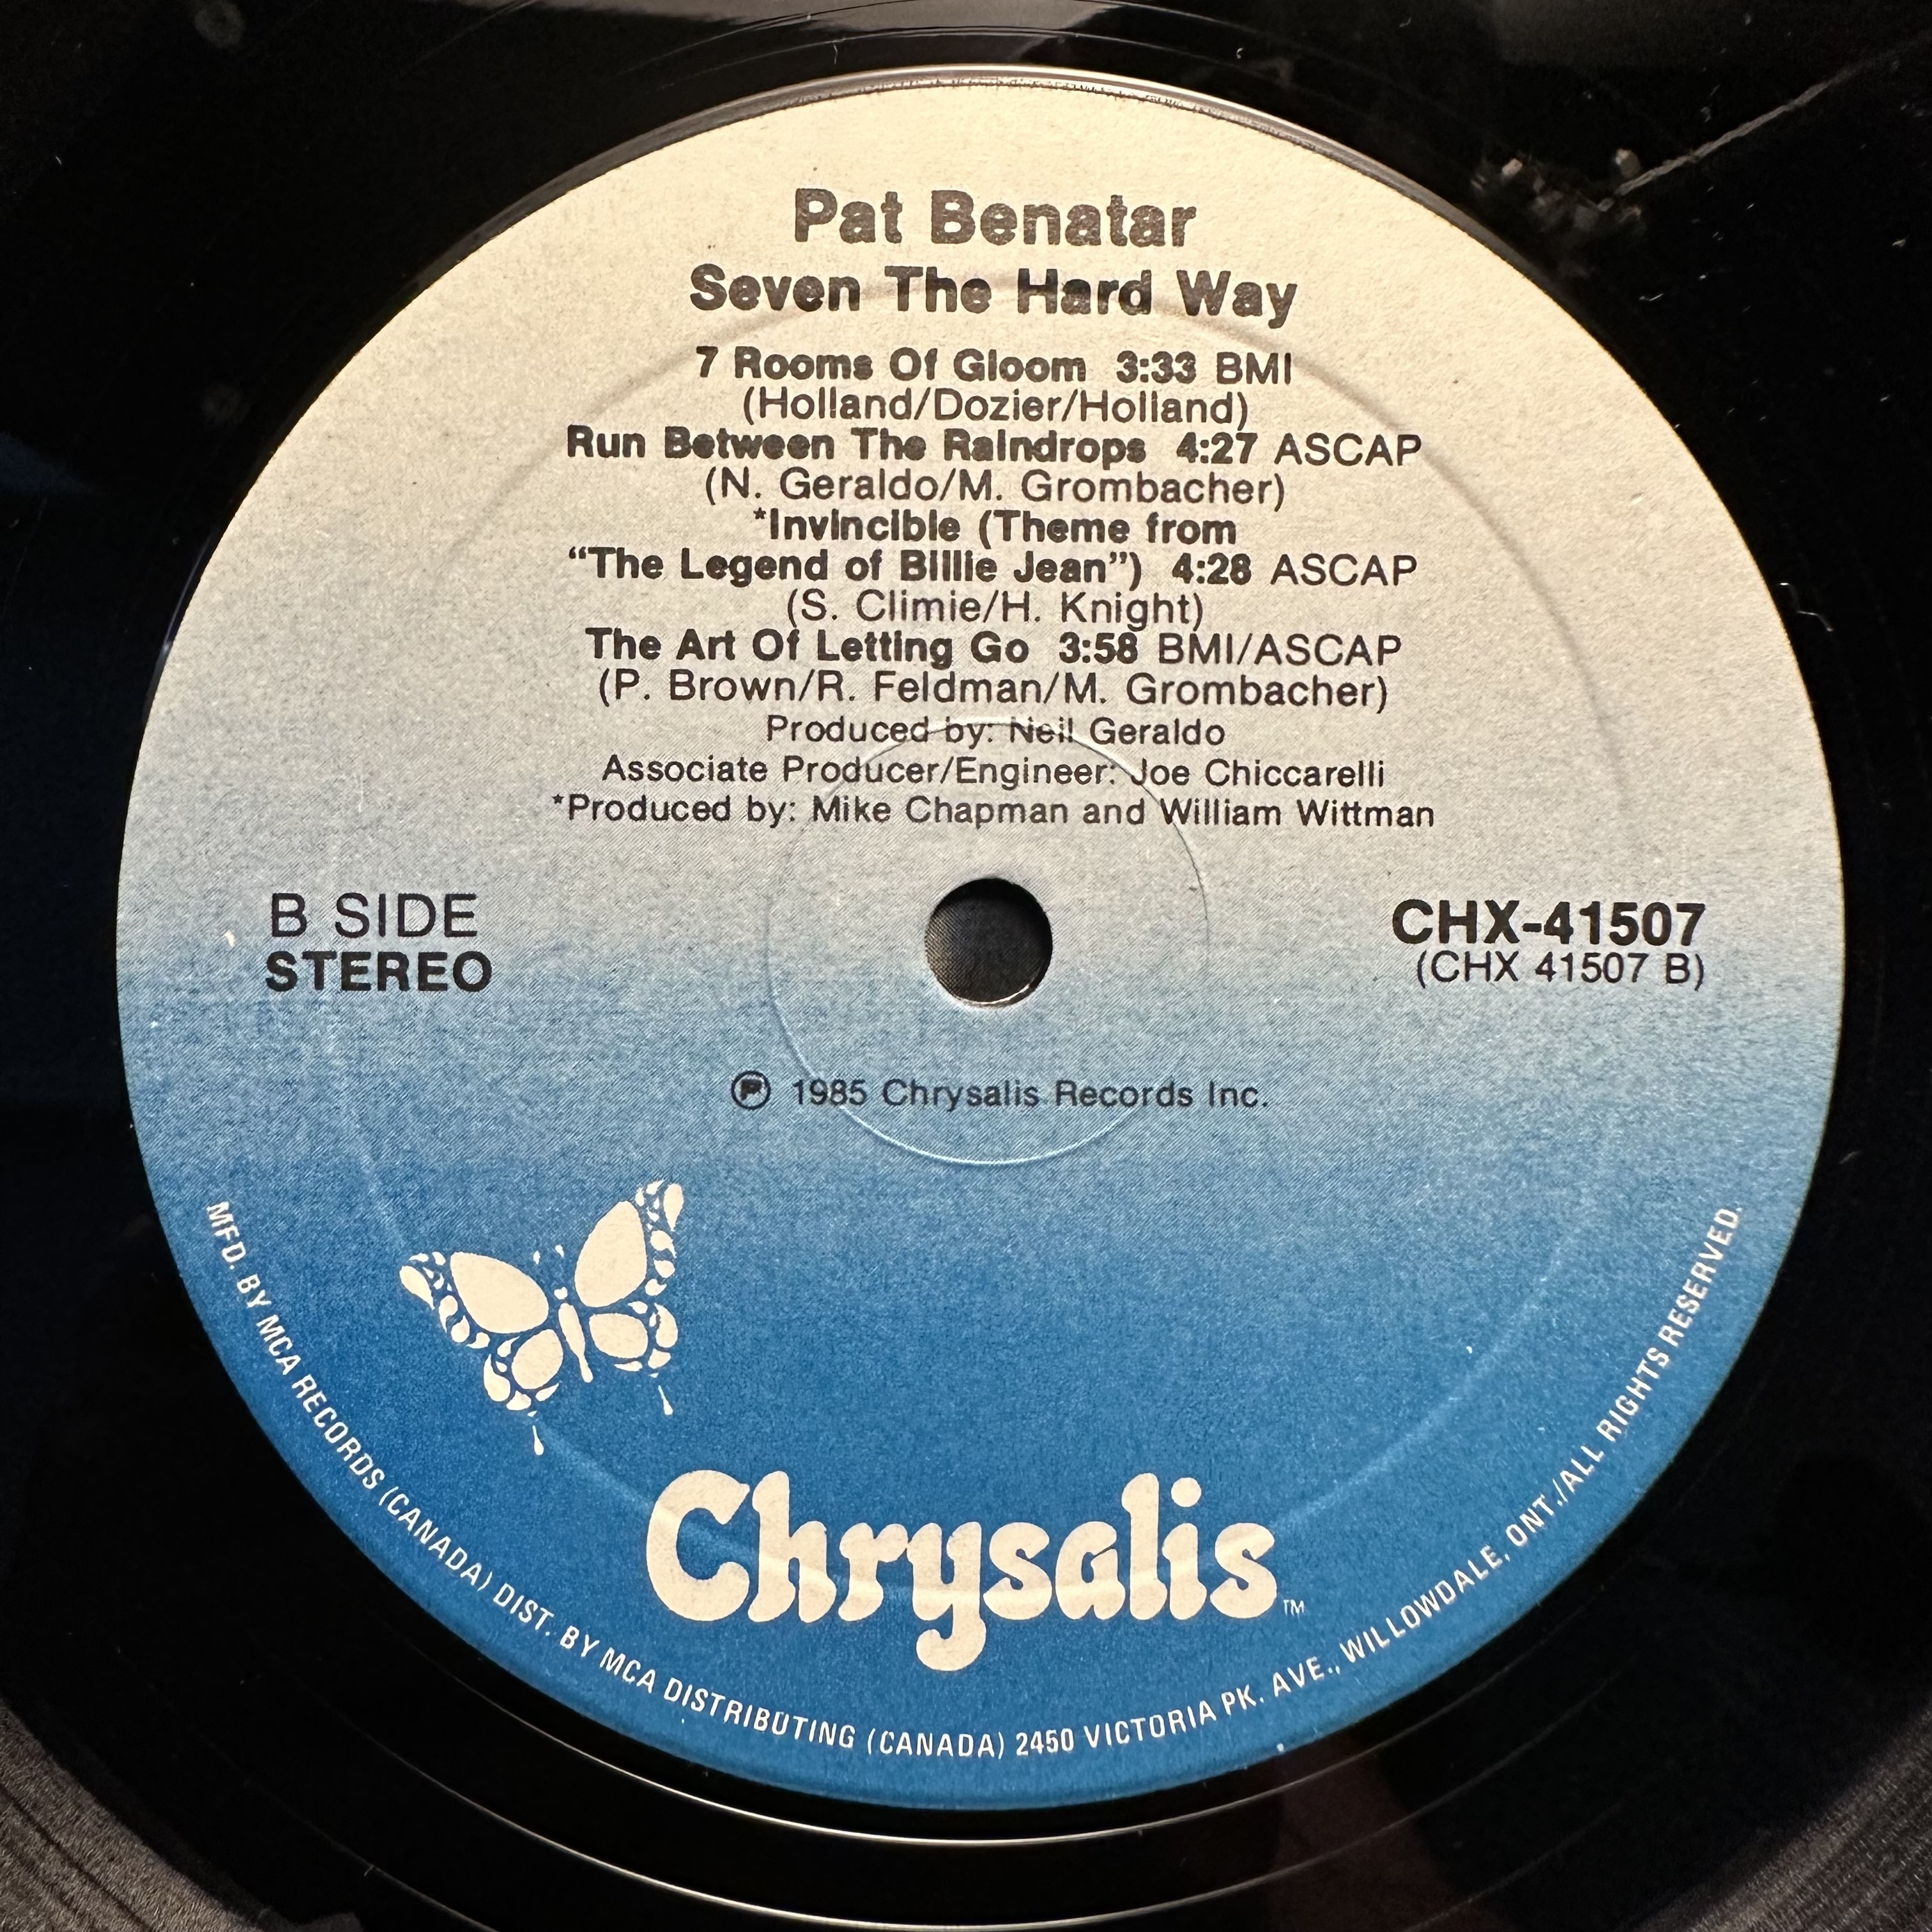 Pat Benatar
Seven The Hard Way
7 Rooms Of Gloom 3:33 BMI
(Holland/Dozier/Holland)
Run Between The Raindrops 4:27 ASCAP
(N. Geraldo/M. Grombacher)
*Invincible (Theme from
“The Legend of Billie Jean”) 4:28 ASCAP
(S. Climie/H. Knight)
The Art Of Letting Go 3:58 BMI/ASCAP
(P. Brown/R. Feldman/M. Grombacher)
Produced by: Neil Geraldo
Associate Producer/Engineer: Joe Chiccarelli
*Produced by: Mike Chapman and William Wittman
B SIDE
STEREO
CHX-41507
(CHX 41507 B)
℗ 1985 Chrysalis Records Inc.
Chrysalis™
MFD. BY MCA RECORDS (CANADA) DIST. BY MCA DISTRIBUTING (CANADA) 2450 VICTORIA PK. AVE., WILLOWDALE, ONT./ALL RIGHTS RESERVED.